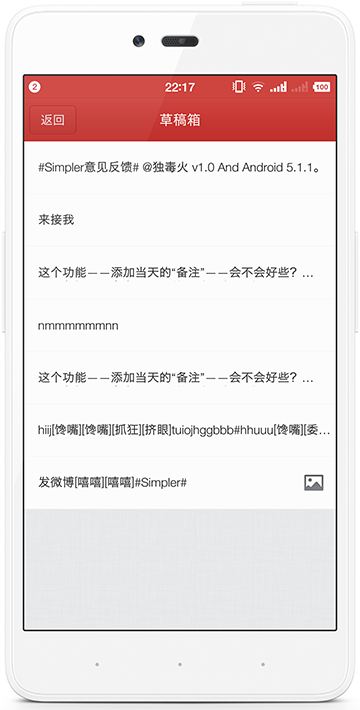 2
22:17
100
返回
草稿箱
#Simpler意见反馈# @独毒火 v1.0 And Android 5.1.1。
来接我
这个功能——添加当天的“备注”——会不会好些？…
nmmmmmmnn
这个功能——添加当天的“备注”——会不会好些？…
hiij[馋嘴][馋嘴][抓狂][挤眼]tuiojhggbbb#hhuuu[馋嘴][委…
发微博[嘻嘻][嘻嘻]#Simpler#